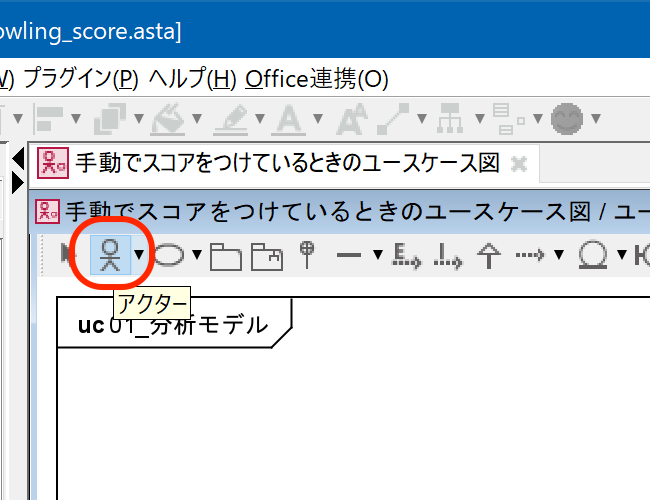 owling_score.asta]
W) プラグイン(P) ヘルプ(H) Office連携(O)
手動でスコアをつけているときのユースケース図
手動でスコアをつけているときのユースケース図 / ユー
アクター
uc 01_分析モデル